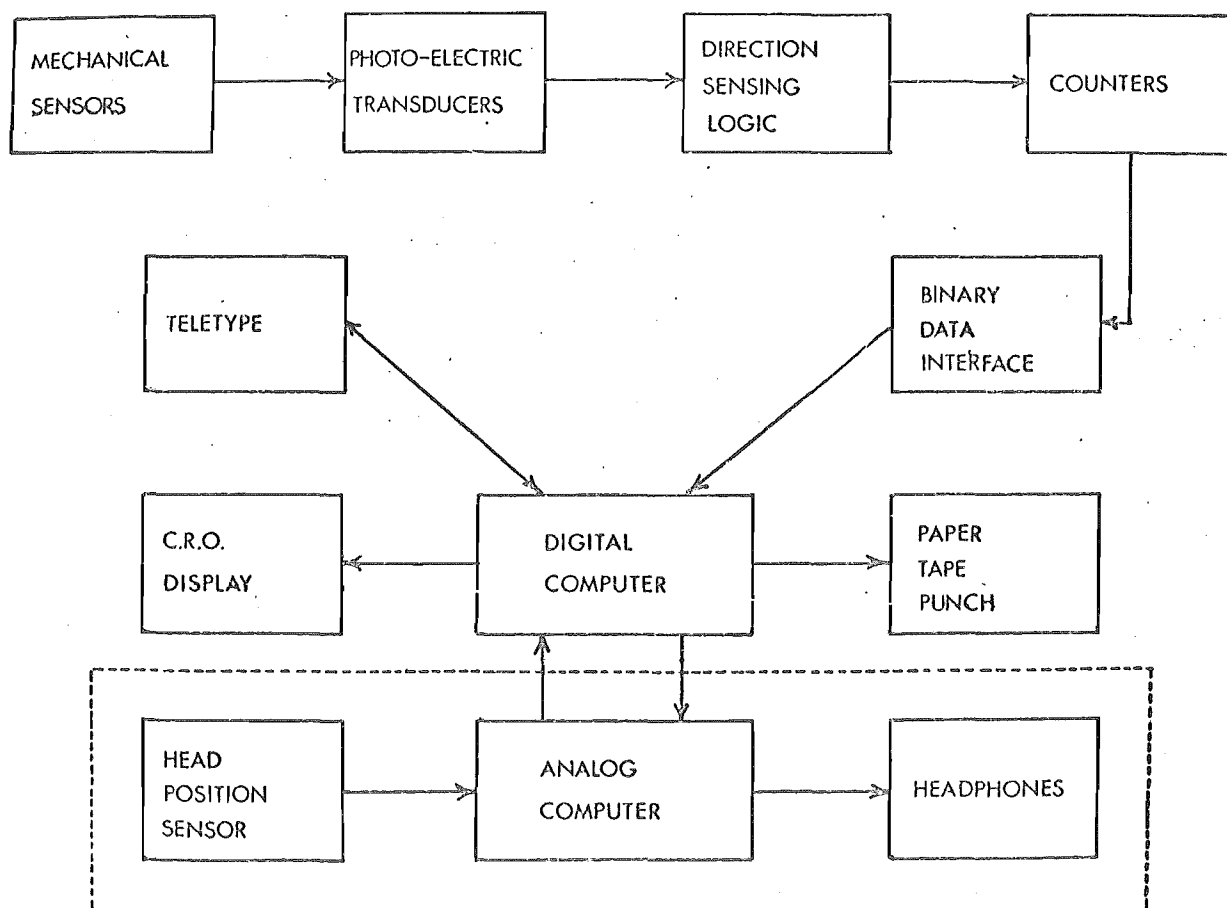 MECHANICAL
SENSORS
PHOTO-ELECTRIC
TRANSDUCERS
DIRECTION
SENSING
LOGIC
COUNTERS
TELETYPE
BINARY
DATA
INTERFACE
C.R.O.
DISPLAY
DIGITAL
COMPUTER
PAPER
TAPE
PUNCH
HEAD
POSITION
SENSOR
ANALOG
COMPUTER
HEADPHONES